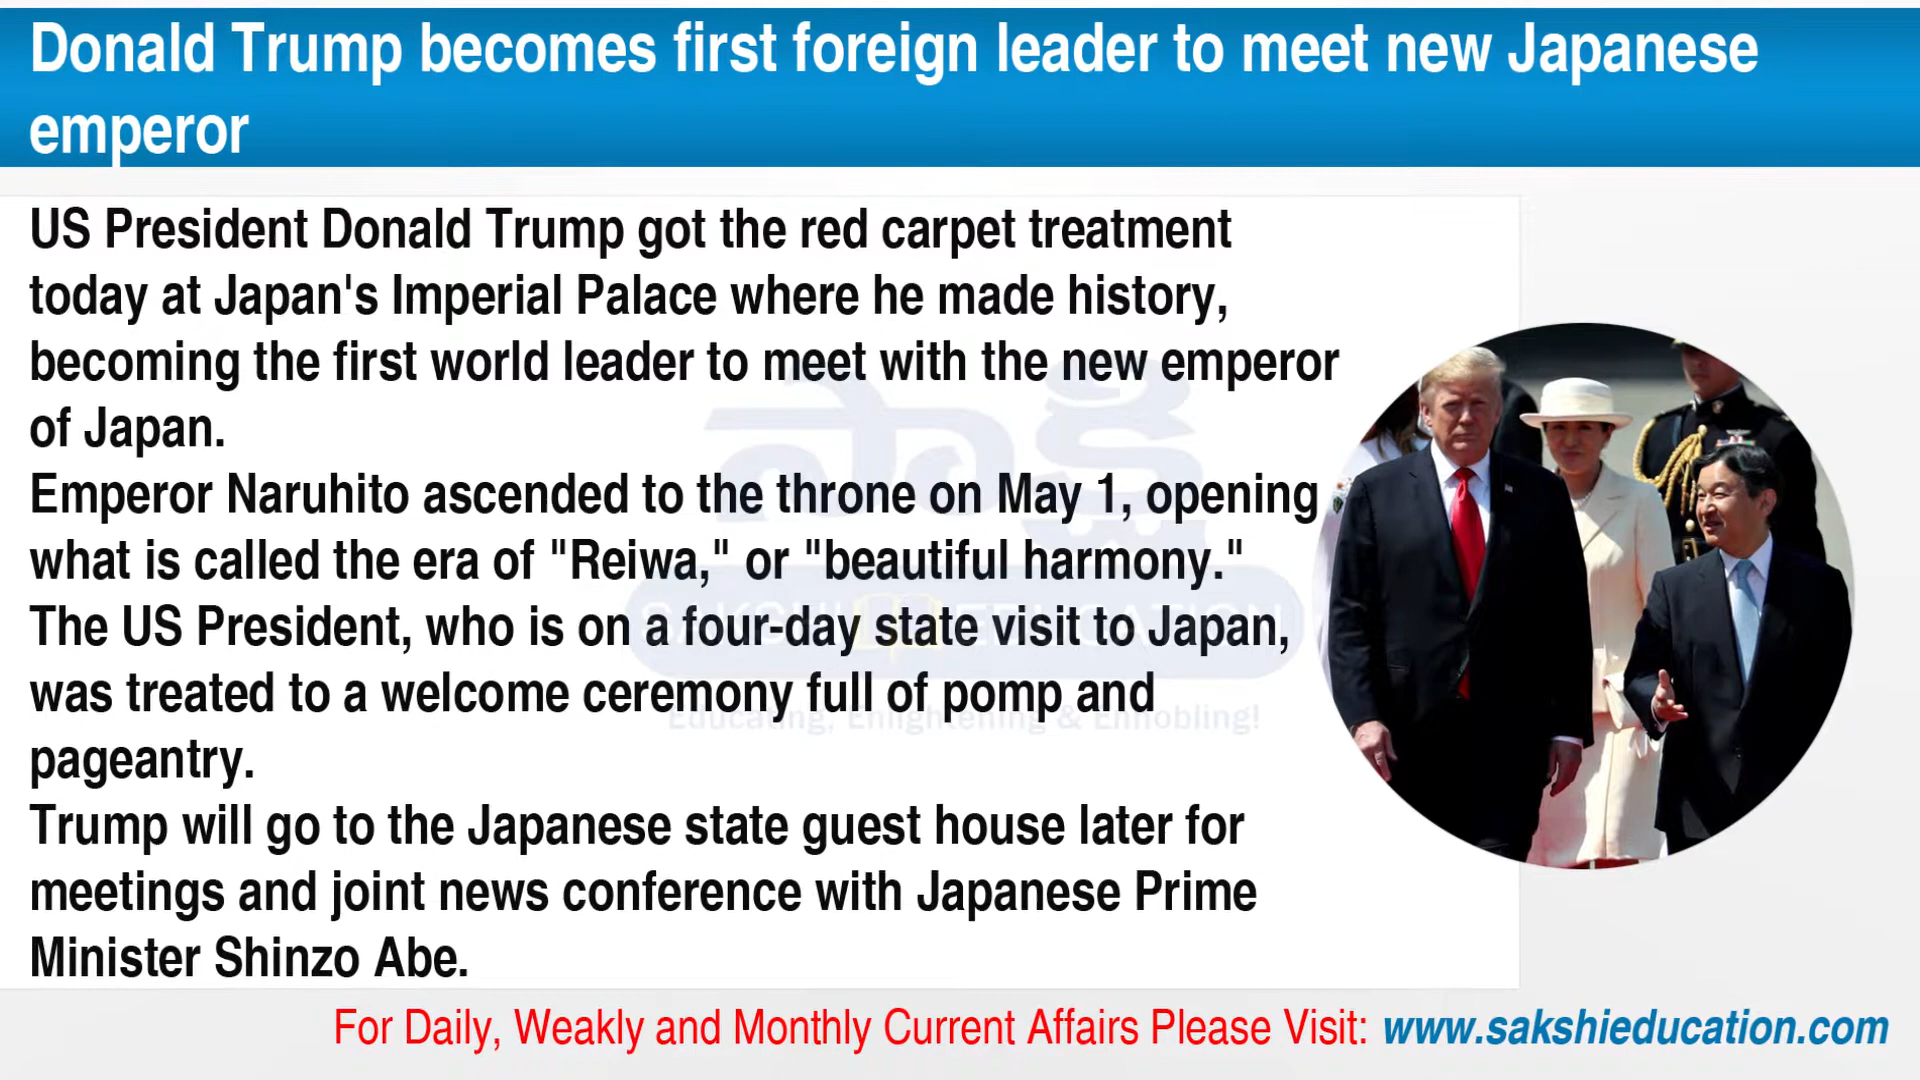 Donald Trump becomes first foreign leader to meet new Japanese
emperor
US President Donald Trump got the red carpet treatment
today at Japan's Imperial Palace where he made history,
becoming the first world leader to meet with the new emperor
of Japan.
Emperor Naruhito ascended to the throne on May 1, opening
what is called the era of "Reiwa," or "beautiful harmony."
The US President, who is on a four-day state visit to Japan,
was treated to a welcome ceremony full of pomp and
pageantry.
Trump will go to the Japanese state guest house later for
meetings and joint news conference with Japanese Prime
Minister Shinzo Abe.
సాక్షి
SAKSHI EDUCATION
Educating, Enlightening & Ennobling!
For Daily, Weakly and Monthly Current Affairs Please Visit: www.sakshieducation.com